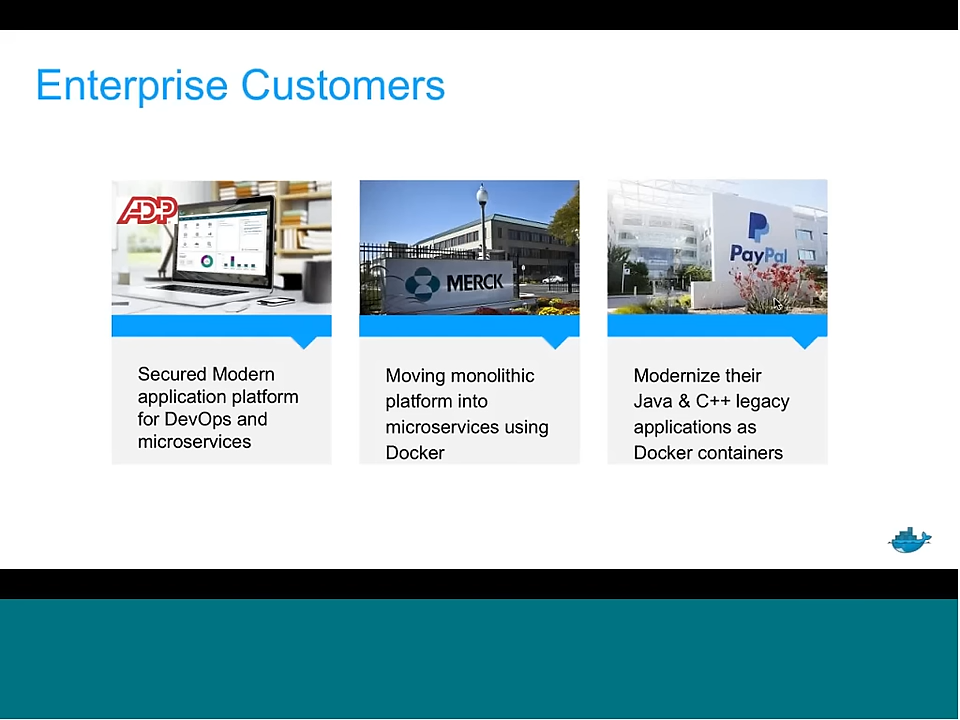 Enterprise Customers
ADP
MERCK
PayPal
Secured Modern
application platform
for DevOps and
microservices
Moving monolithic
platform into
microservices using
Docker
Modernize their
Java & C++ legacy
applications as
Docker containers